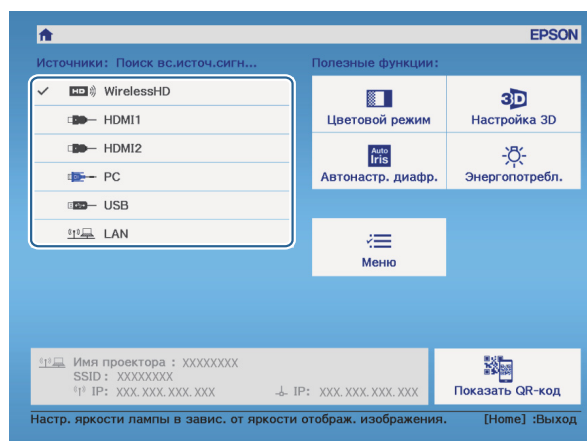 EPSON
Источники: Поиск вс.источ.сигн...
HD WirelessHD
HDMI1
HDMI2
PC
USB
LAN
Полезные функции:
Цветовой режим
3D
Настройка 3D
Auto
Iris
Автонастр. диафр.
Энергопотребл.
Меню
Имя проектора : XXXXXXXX
SSID : XXXXXXXX
IP: XXX.XXX.XXX.XXX IP: XXX.XXX.XXX.XXX
Показать QR-код
Настр. яркости лампы в завис. от яркости отображ. изображения. [Home] :Выход